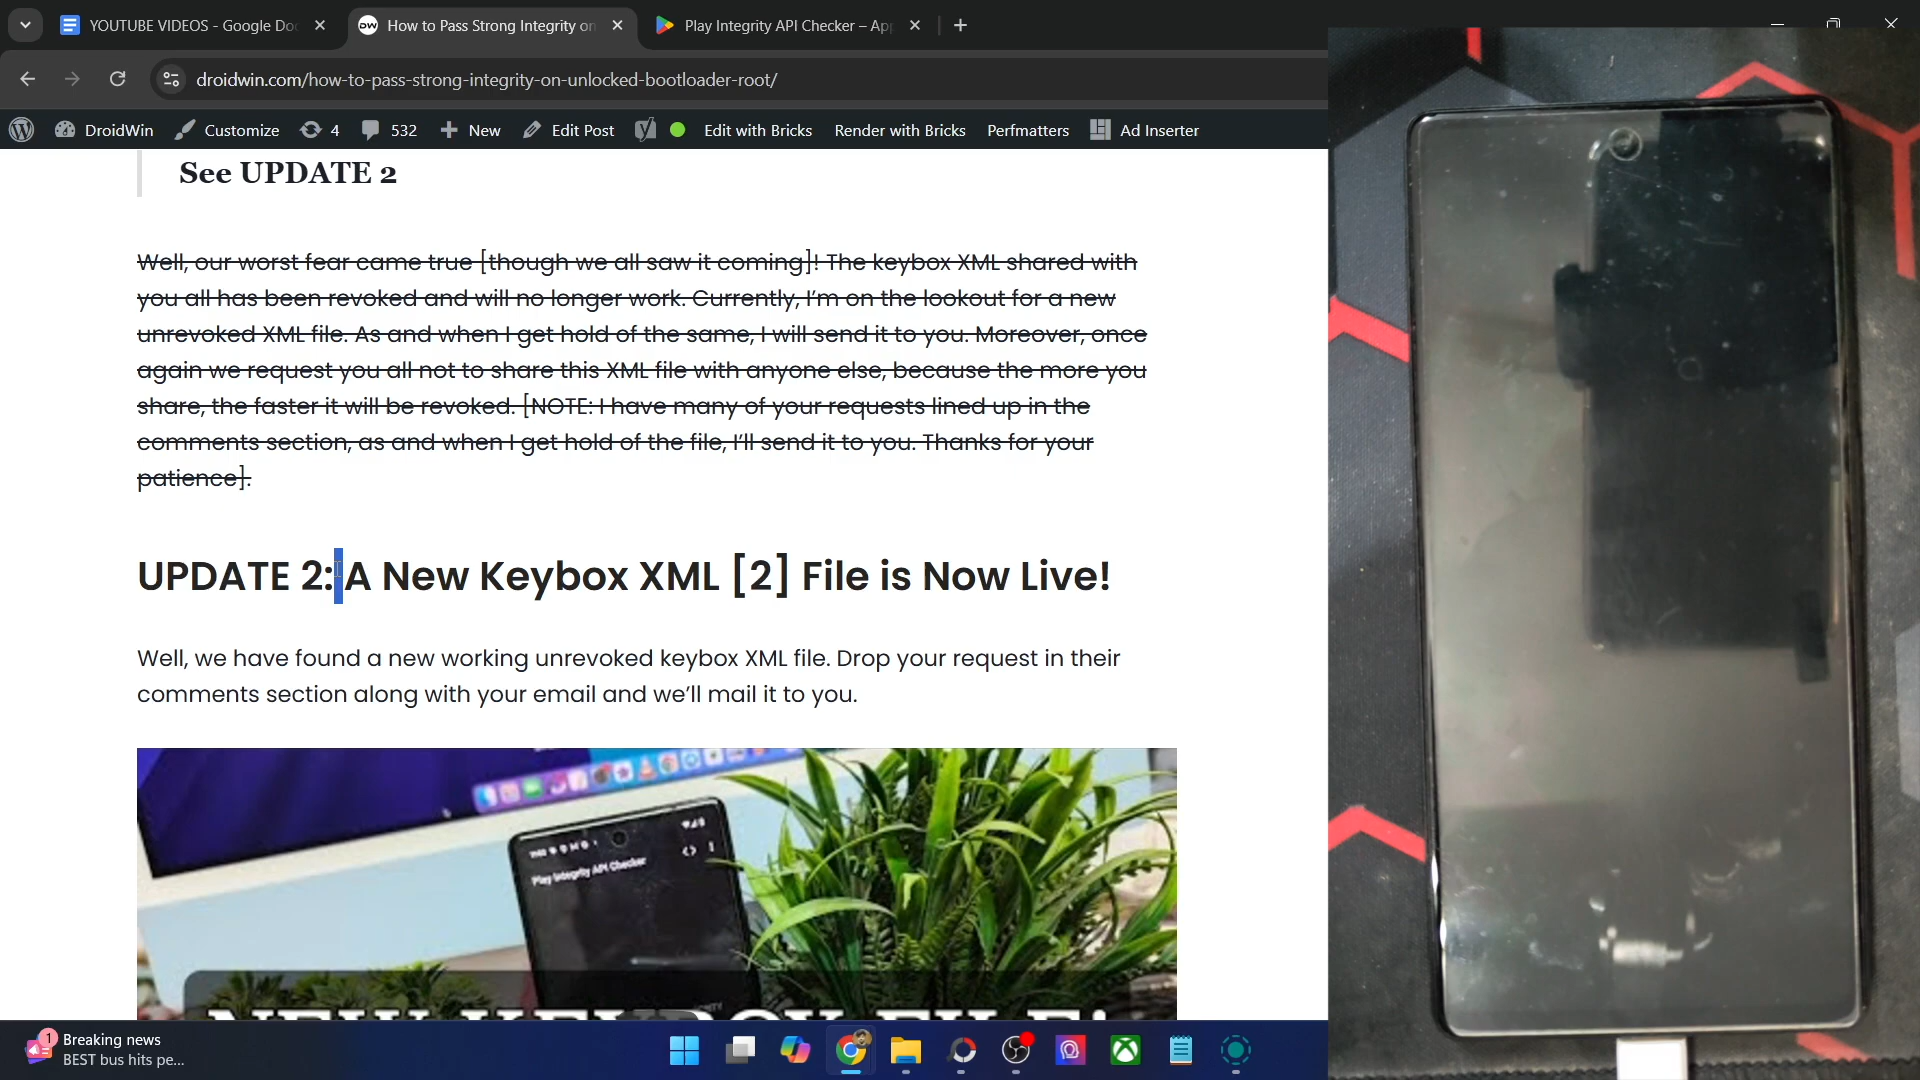 YOUTUBE VIDEOS - Google Do
How to Pass Strong Integrity on
Play Integrity API Checker – Ap
droidwin.com/how-to-pass-strong-integrity-on-unlocked-bootloader-root/
DroidWin
Customize
4
532
New
Edit Post
Edit with Bricks
Render with Bricks
Perfmatters
Ad Inserter
See UPDATE 2
Well, our worst fear came true [though we all saw it coming]! The keybox XML shared with
you all has been revoked and will no longer work. Currently, I'm on the lookout for a new
unrevoked XML file. As and when I get hold of the same, I will send it to you. Moreover, once
again we request you all not to share this XML file with anyone else, because the more you
share, the faster it will be revoked. [NOTE: I have many of your requests lined up in the
comments section, as and when I get hold of the file, I'll send it to you. Thanks for your
patience].
UPDATE 2: A New Keybox XML [2] File is Now Live!
Well, we have found a new working unrevoked keybox XML file. Drop your request in their
comments section along with your email and we'll mail it to you.
Play Integrity API Checker
NEW KEYBOX FILE!
1
Breaking news
BEST bus hits pe...